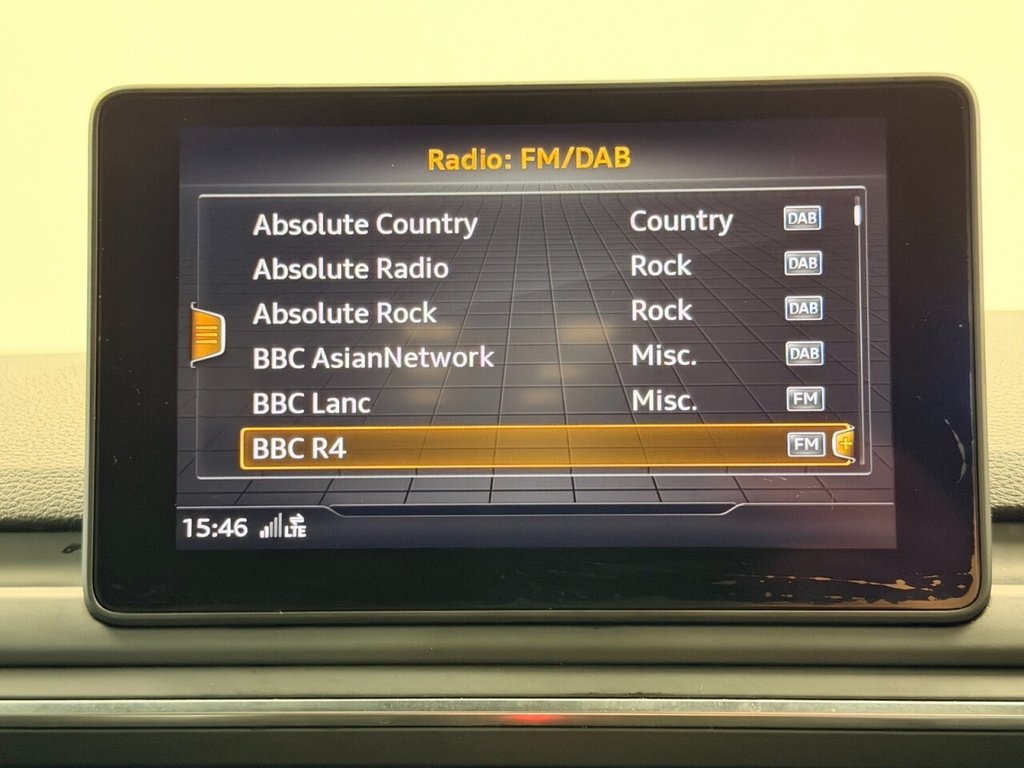 Radio: FM/DAB
Absolute Country Country DAB
Absolute Radio Rock DAB
Absolute Rock Rock DAB
BBC AsianNetwork Misc. DAB
BBC Lanc Misc. FM
BBC R4 FM +
15:46 LTE